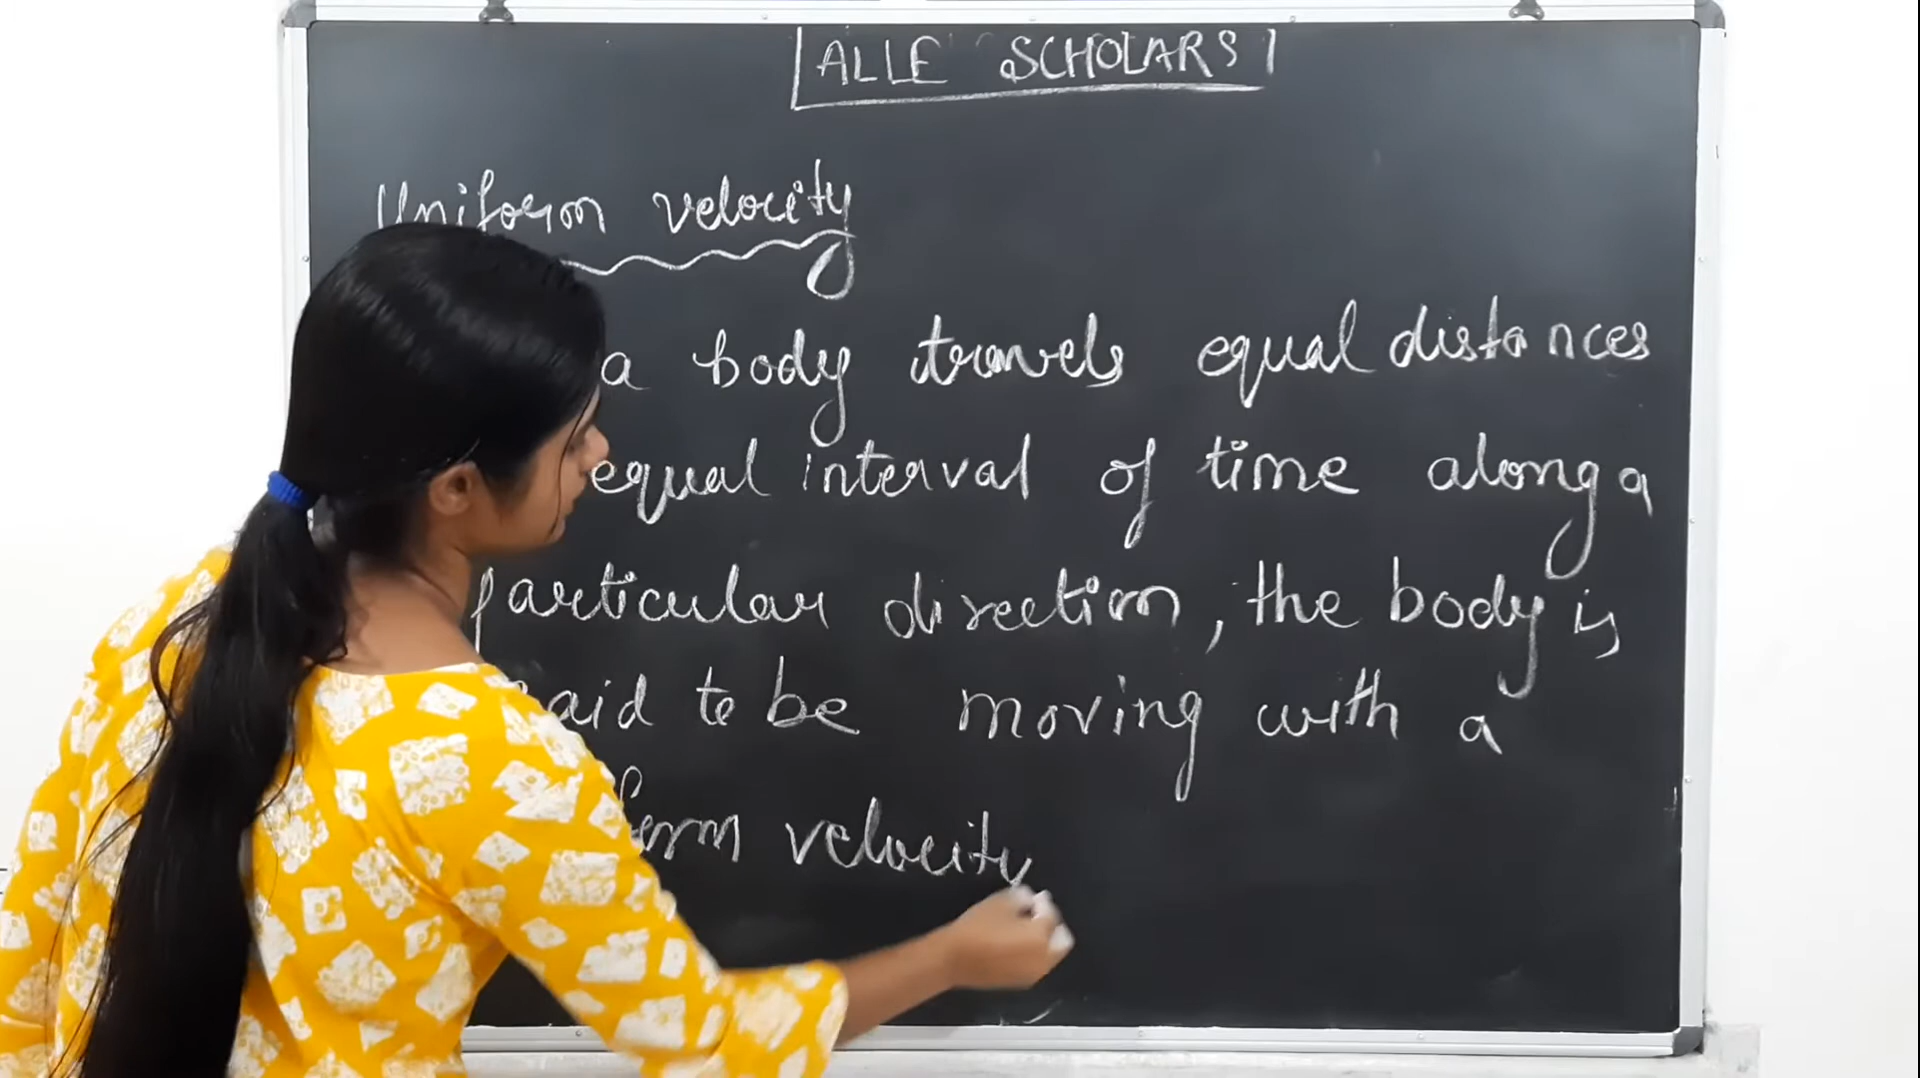 ALLE SCHOLARS
Uniform velocity
a body travels equal distances
equal interval of time along a
particular direction, the body is
said to be moving with a
velocity